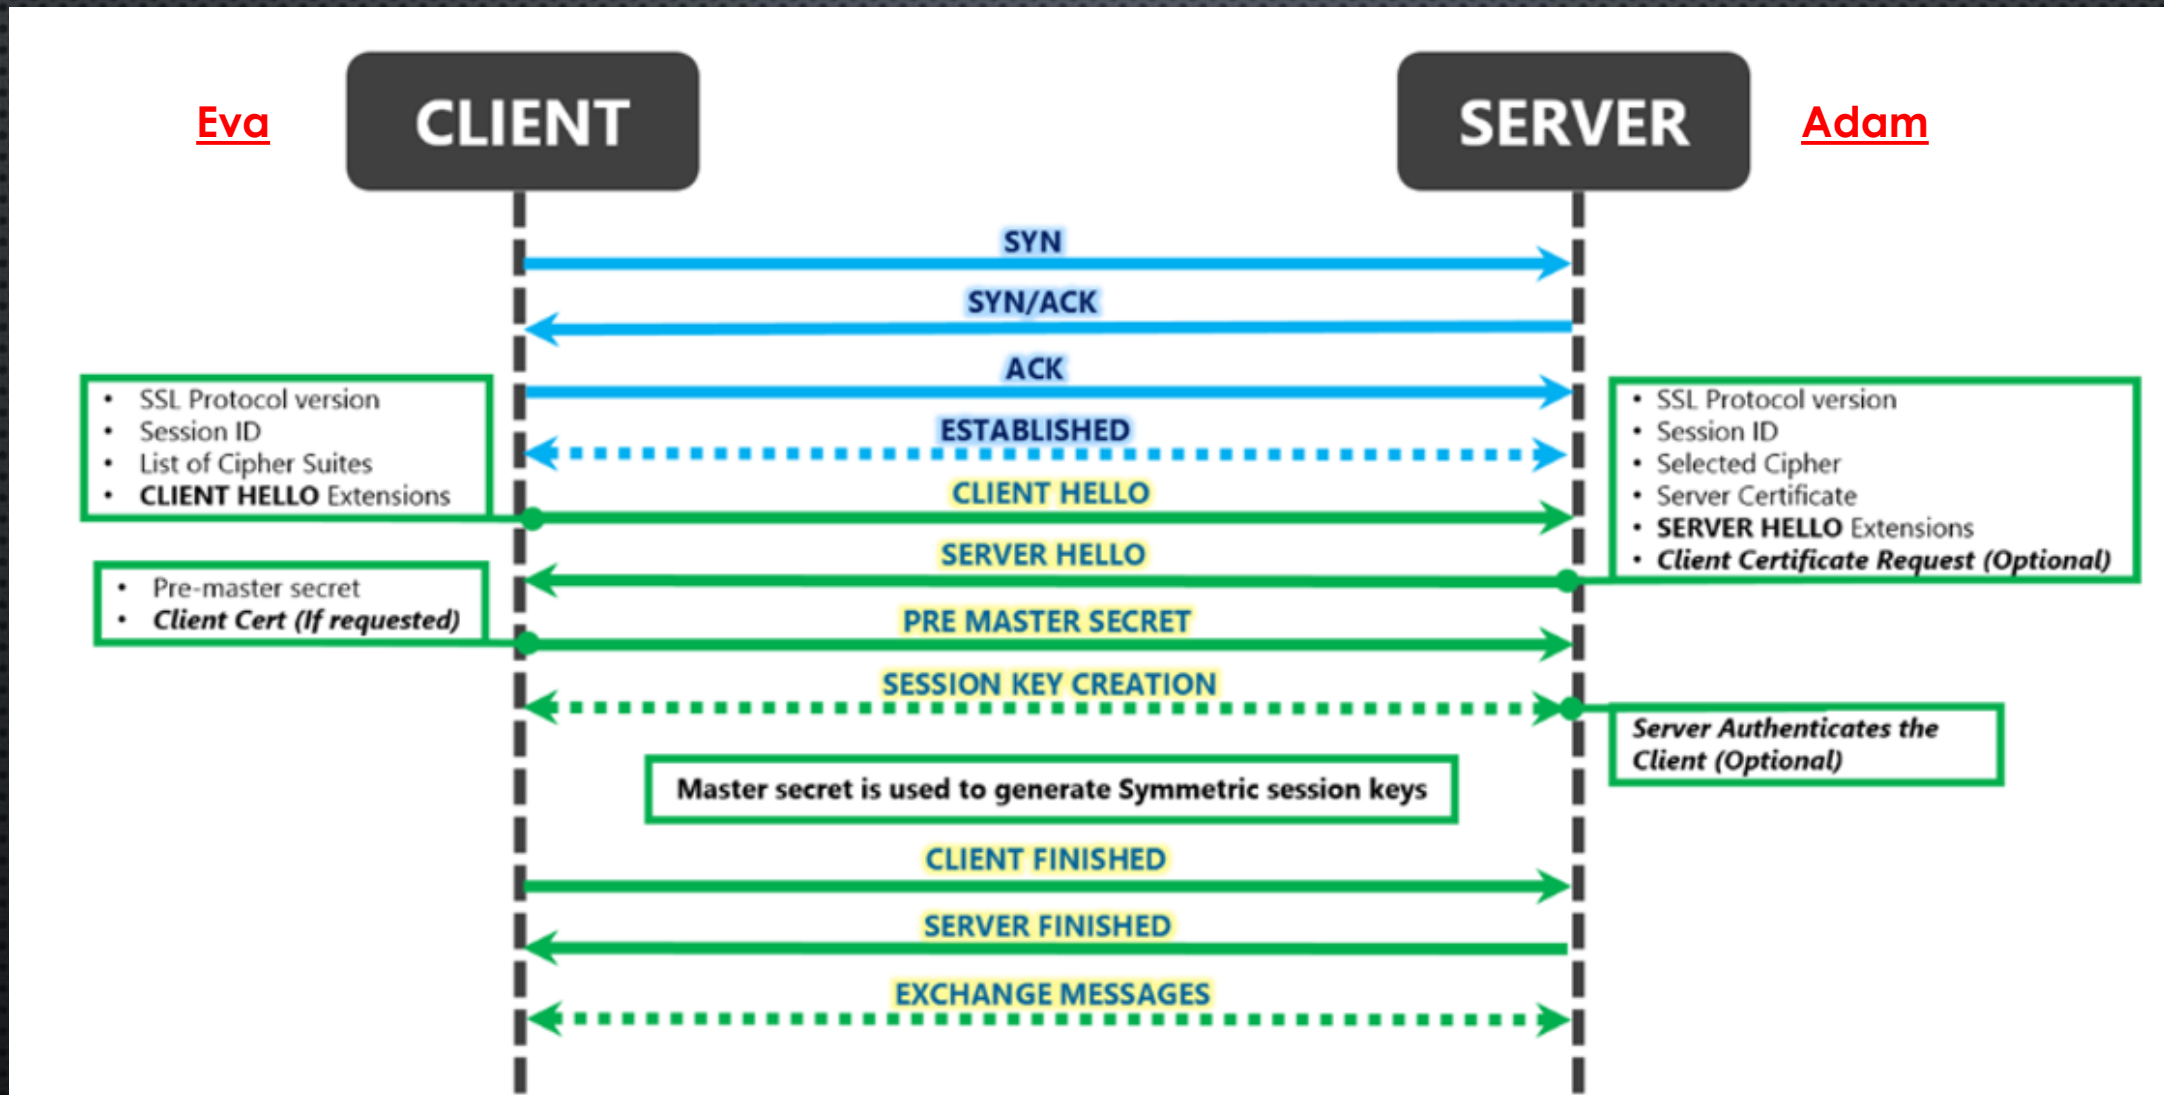 Eva
CLIENT
SERVER
Adam
SYN
SYN/ACK
ACK
• SSL Protocol version
• Session ID
• List of Cipher Suites
• CLIENT HELLO Extensions
• SSL Protocol version
• Session ID
• Selected Cipher
• Server Certificate
• SERVER HELLO Extensions
• Client Certificate Request (Optional)
ESTABLISHED
CLIENT HELLO
SERVER HELLO
• Pre-master secret
• Client Cert (If requested)
PRE MASTER SECRET
SESSION KEY CREATION
Server Authenticates the
Client (Optional)
Master secret is used to generate Symmetric session keys
CLIENT FINISHED
SERVER FINISHED
EXCHANGE MESSAGES